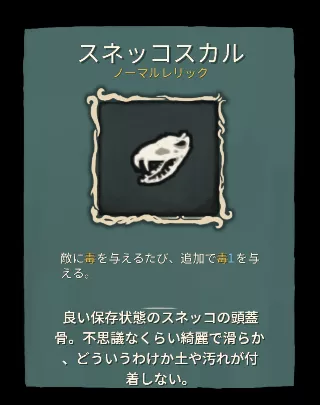 スネッコスカル
ノーマルレリック
敵に毒を与えるたび、追加で毒1を与
える。
良い保存状態のスネッコの頭蓋
骨。不思議なくらい綺麗で滑らか
、どういうわけか土や汚れが付
着しない。